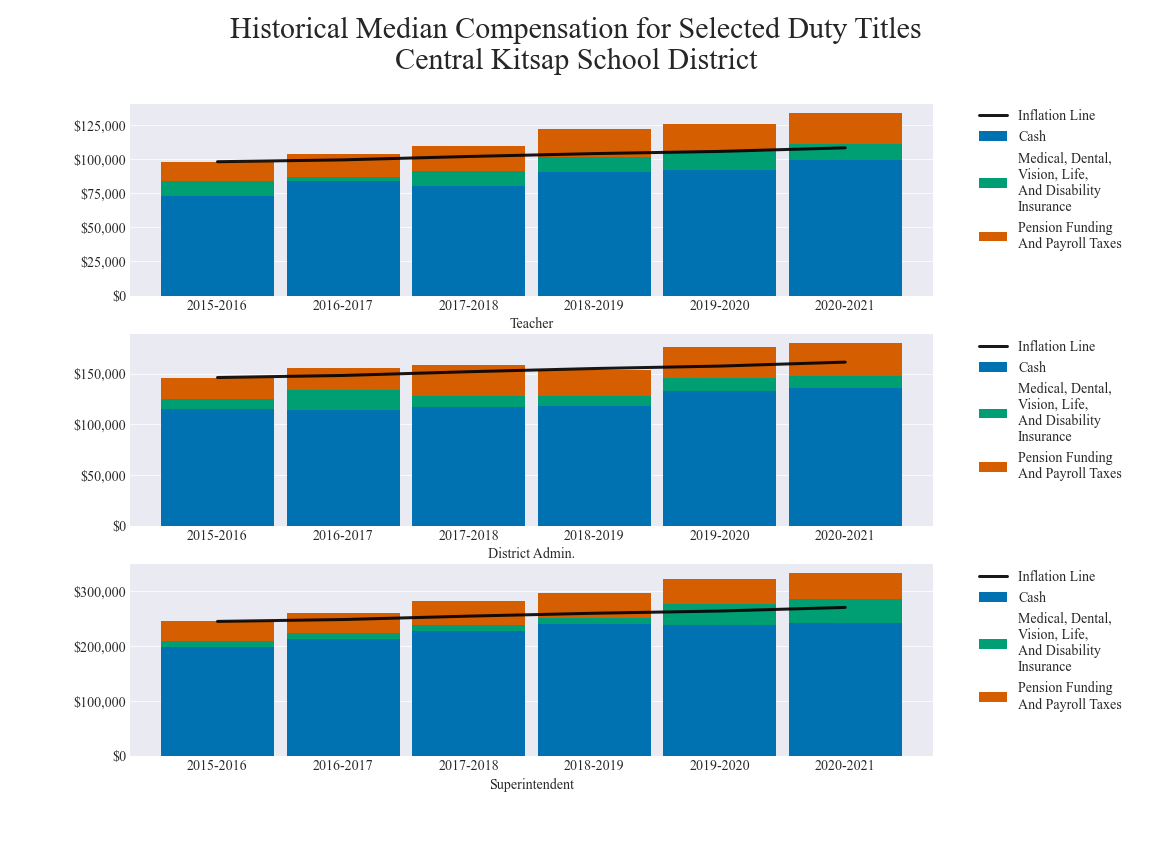 Historical Median Compensation for Selected Duty Titles
Central Kitsap School District
$125,000
$100,000
$75,000
$50,000
$25,000
$0
2015-2016 2016-2017 2017-2018 2018-2019 2019-2020 2020-2021
Teacher
Inflation Line
Cash
Medical, Dental,
Vision, Life,
And Disability
Insurance
Pension Funding
And Payroll Taxes
$150,000
$100,000
$50,000
$0
2015-2016 2016-2017 2017-2018 2018-2019 2019-2020 2020-2021
District Admin.
Inflation Line
Cash
Medical, Dental,
Vision, Life,
And Disability
Insurance
Pension Funding
And Payroll Taxes
$300,000
$200,000
$100,000
$0
2015-2016 2016-2017 2017-2018 2018-2019 2019-2020 2020-2021
Superintendent
Inflation Line
Cash
Medical, Dental,
Vision, Life,
And Disability
Insurance
Pension Funding
And Payroll Taxes